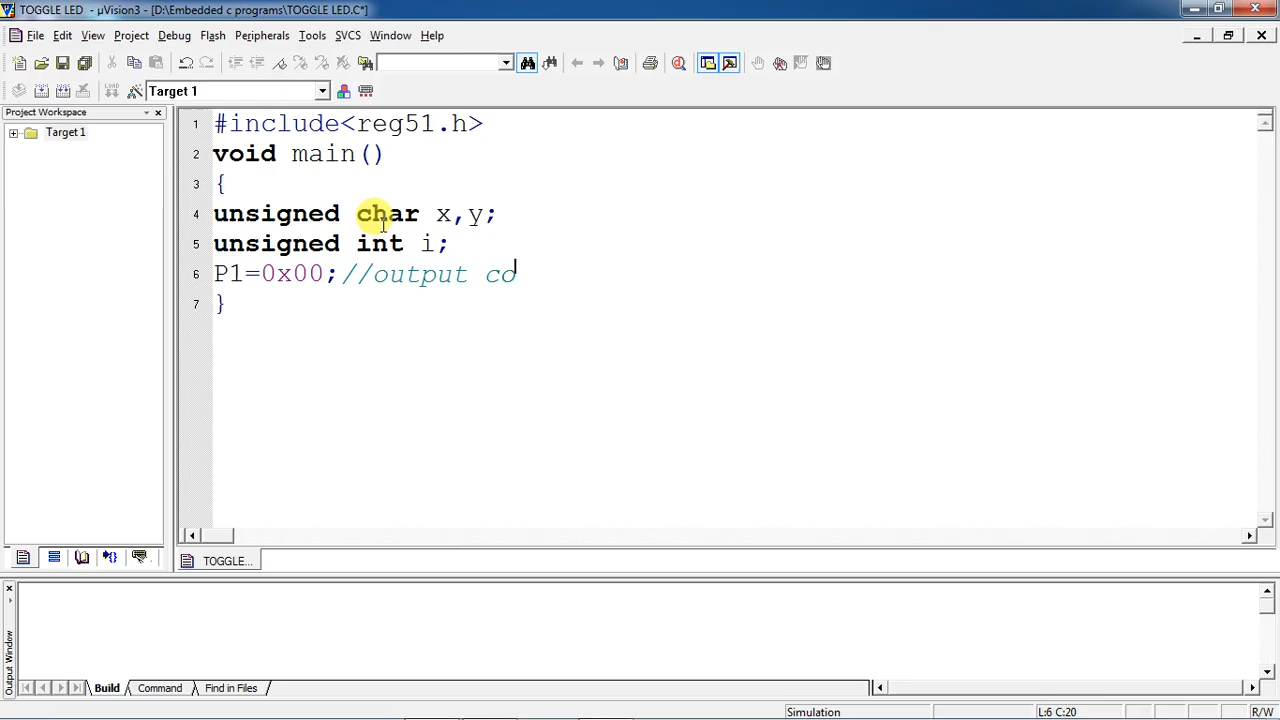 TOGGLE LED - µVision3 - [D:\Embedded c programs\TOGGLE LED.C*]
File Edit View Project Debug Flash Peripherals Tools SVCS Window Help
Target 1
Project Workspace
Target 1
1 #include<reg51.h>
2 void main()
3 {
4 unsigned char x,y;
5 unsigned int i;
6 P1=0x00;//output co
7 }
TOGGLE...
Output Window
Build Command Find in Files
Simulation L:6 C:20 R/W